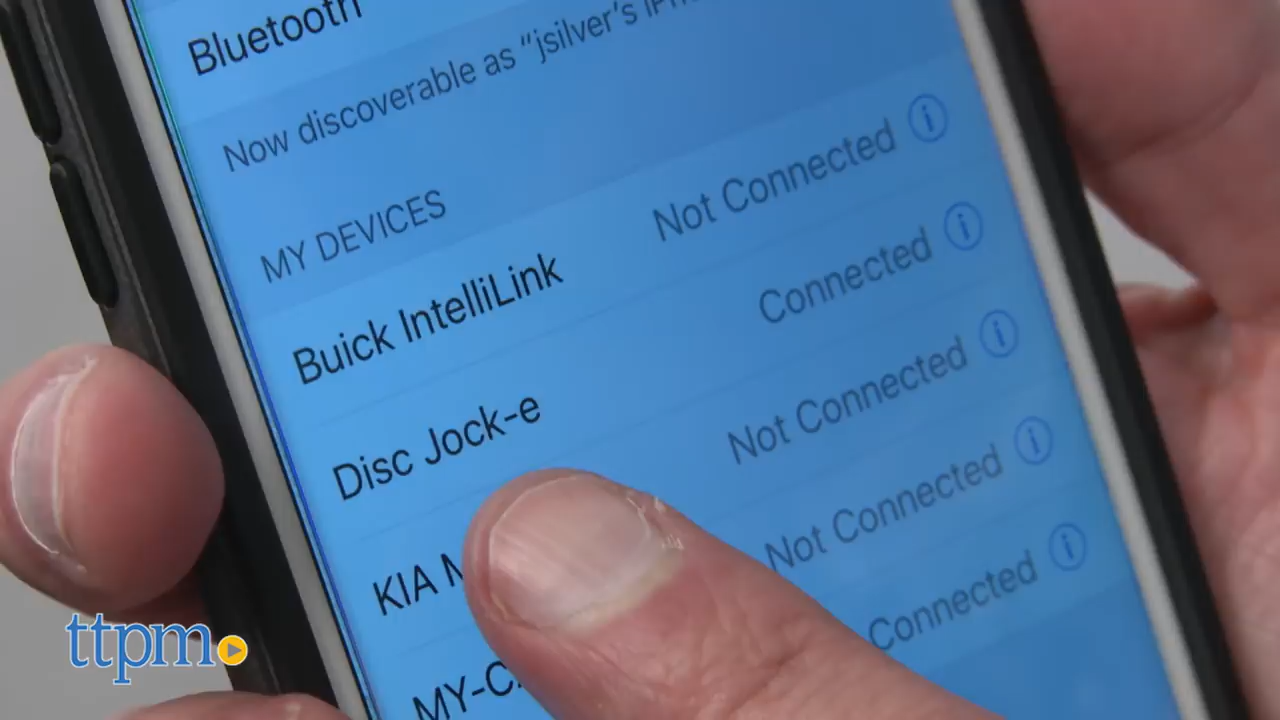 Bluetooth
Now discoverable as “jsilver’s
MY DEVICES
Buick IntelliLink Not Connected
Disc Jock-e Connected
KIA Not Connected
Not Connected
Connected
ttpm